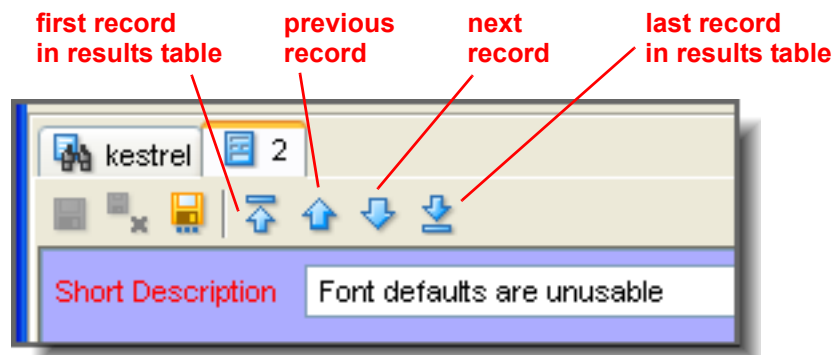 first record
in results table
previous
record
next
record
last record
in results table
kestrel
2
Short Description
Font defaults are unusable